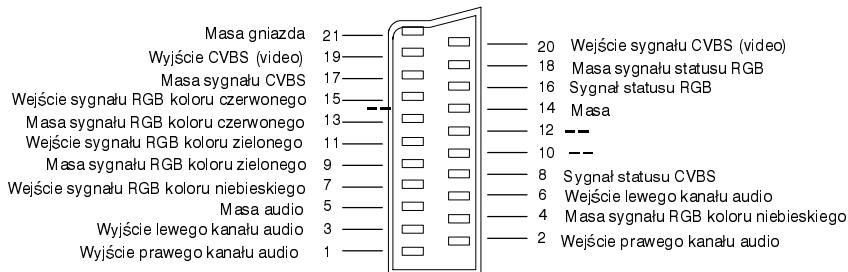 Masa gniazda 21
Wyjście CVBS (video) 19
Masa sygnału CVBS 17
Wejście sygnału RGB koloru czerwonego 15
Masa sygnału RGB koloru czerwonego 13
Wejście sygnału RGB koloru zielonego 11
Masa sygnału RGB koloru zielonego 9
Wejście sygnału RGB koloru niebieskiego 7
Masa audio 5
Wyjście lewego kanału audio 3
Wyjście prawego kanału audio 1
20 Wejście sygnału CVBS (video)
18 Masa sygnału statusu RGB
16 Sygnał statusu RGB
14 Masa
12 --
10 --
8 Sygnał statusu CVBS
6 Wejście lewego kanału audio
4 Masa sygnału RGB koloru niebieskiego
2 Wejście prawego kanału audio